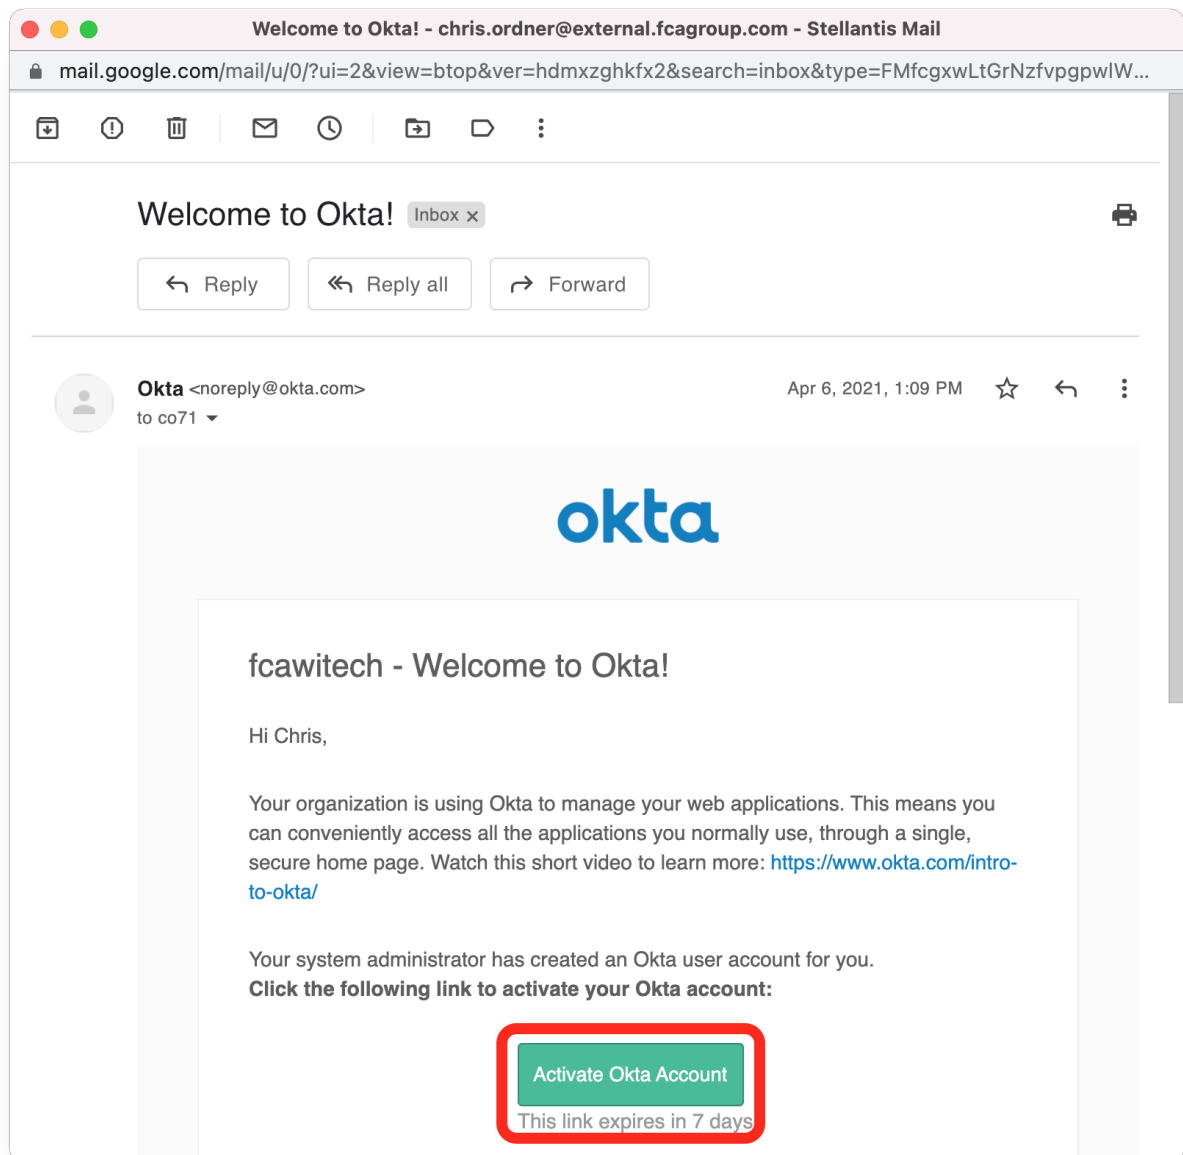 Welcome to Okta! - chris.ordner@external.fcagroup.com - Stellantis Mail
mail.google.com/mail/u/0/?ui=2&view=btop&ver=hdmxzghkfx2&search=inbox&type=FMfcgxwLtGrNzfvpgpwlW...
Welcome to Okta! Inbox x
Reply Reply all Forward
Okta <noreply@okta.com> Apr 6, 2021, 1:09 PM
to co71
okta
fcawitech - Welcome to Okta!
Hi Chris,
Your organization is using Okta to manage your web applications. This means you
can conveniently access all the applications you normally use, through a single,
secure home page. Watch this short video to learn more: https://www.okta.com/intro-
to-okta/
Your system administrator has created an Okta user account for you.
Click the following link to activate your Okta account:
Activate Okta Account
This link expires in 7 days